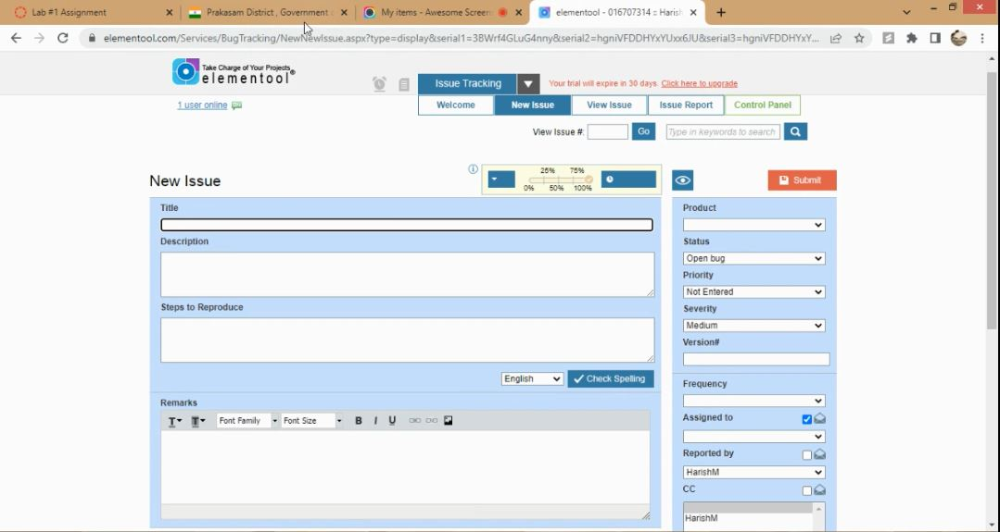 Lab #1 Assignment
Prakasam District , Government
My items - Awesome Screen
elementool - 016707314 :: Harish
elementool.com/Services/BugTracking/NewNewIssue.aspx?type=display&serial1=3BWrf4GLuG4nny&serial2=hgniVFDDHYxYUxx6JU&serial3=hgniVFDDHYxY...
Take Charge of Your Projects
elementool®
Issue Tracking
Your trial will expire in 30 days. Click here to upgrade
1 user online
Welcome
New Issue
View Issue
Issue Report
Control Panel
View Issue #:
Go
Type in keywords to search
New Issue
25% 75%
0% 50% 100%
Submit
Title
Description
Steps to Reproduce
English
Check Spelling
Remarks
Font Family
Font Size
B I U
Product
Status
Open bug
Priority
Not Entered
Severity
Medium
Version#
Frequency
Assigned to
Reported by
HarishM
CC
HarishM